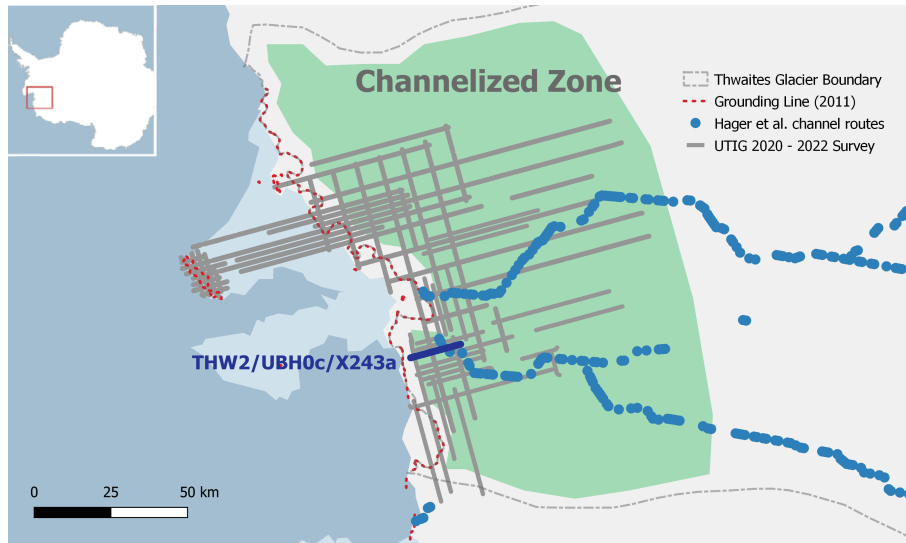 Channelized Zone
Thwaites Glacier Boundary
Grounding Line (2011)
Hager et al. channel routes
UTIG 2020 - 2022 Survey
THW2/UBH0c/X243a
0 25 50 km